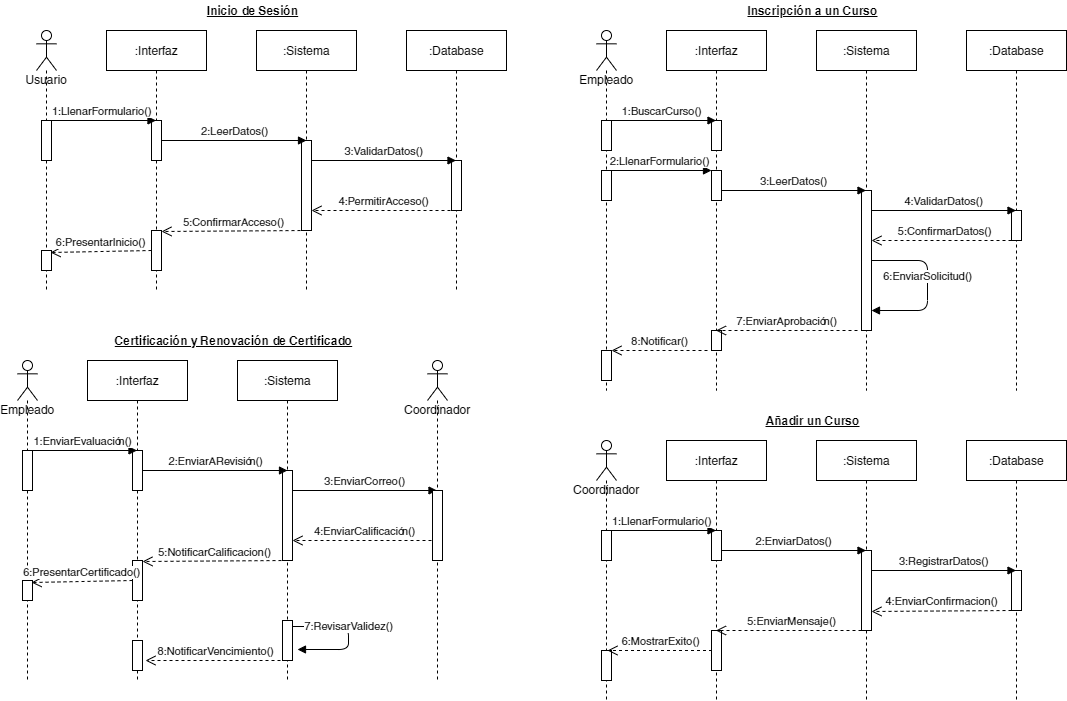 Inicio de Sesión
:Interfaz
:Sistema
:Database
Usuario
1:LlenarFormulario()
2:LeerDatos()
3:ValidarDatos()
4:PermitirAcceso()
5:ConfirmarAcceso()
6:PresentarInicio()
Inscripción a un Curso
:Interfaz
:Sistema
:Database
Empleado
1:BuscarCurso()
2:LlenarFormulario()
3:LeerDatos()
4:ValidarDatos()
5:ConfirmarDatos()
6:EnviarSolicitud()
7:EnviarAprobación()
8:Notificar()
Certificación y Renovación de Certificado
:Interfaz
:Sistema
Empleado
Coordinador
1:EnviarEvaluación()
2:EnviarARevisión()
3:EnviarCorreo()
4:EnviarCalificación()
5:NotificarCalificacion()
6:PresentarCertificado()
7:RevisarValidez()
8:NotificarVencimiento()
Añadir un Curso
:Interfaz
:Sistema
:Database
Coordinador
1:LlenarFormulario()
2:EnviarDatos()
3:RegistrarDatos()
4:EnviarConfirmacion()
5:EnviarMensaje()
6:MostrarExito()